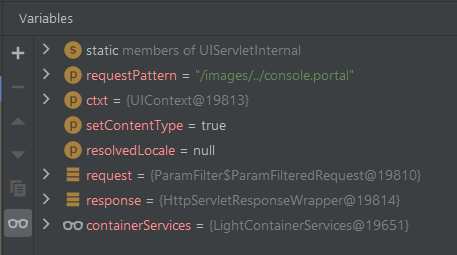 Variables
s static members of UIServletInternal
p requestPattern = "/images/../console.portal"
p ctxt = {UIContext@19813}
p setContentType = true
p resolvedLocale = null
request = {ParamFilter$ParamFilteredRequest@19810}
response = {HttpServletResponseWrapper@19814}
containerServices = {LightContainerServices@19651}